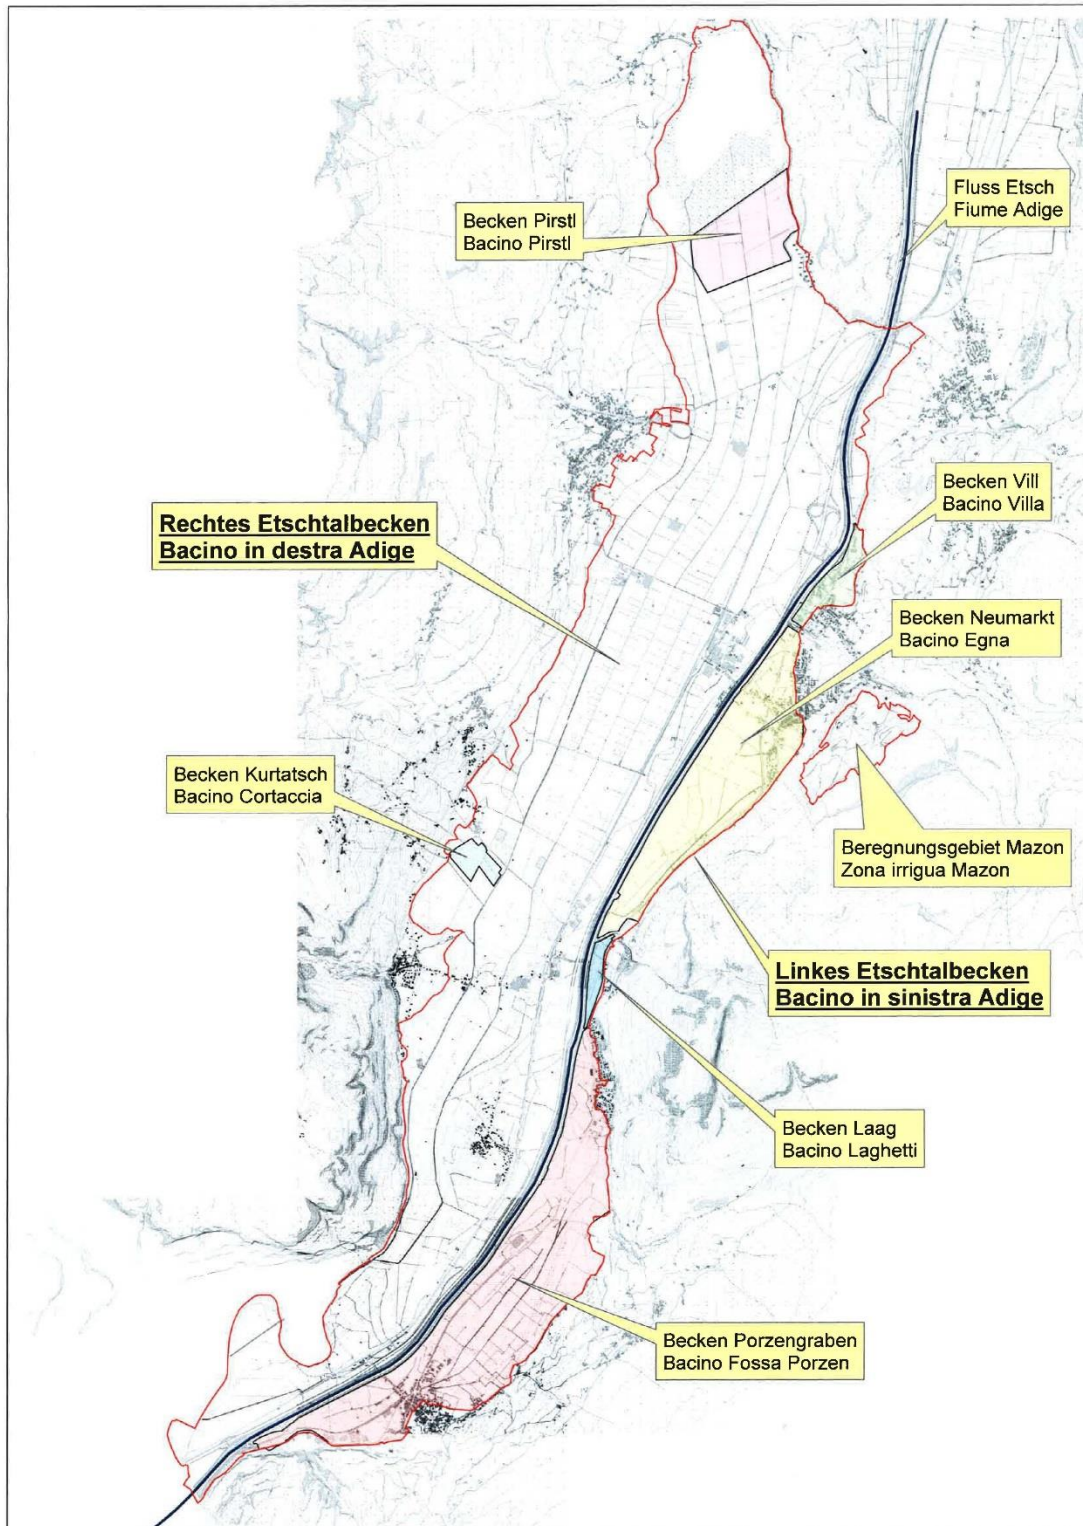 Fluss Etsch
Fiume Adige
Becken Pirstl
Bacino Pirstl
Becken Vill
Bacino Villa
Rechtes Etschtalbecken
Bacino in destra Adige
Becken Neumarkt
Bacino Egna
Becken Kurtatsch
Bacino Cortaccia
Beregnungsgebiet Mazon
Zona irrigua Mazon
Linkes Etschtalbecken
Bacino in sinistra Adige
Becken Laag
Bacino Laghetti
Becken Porzengraben
Bacino Fossa Porzen